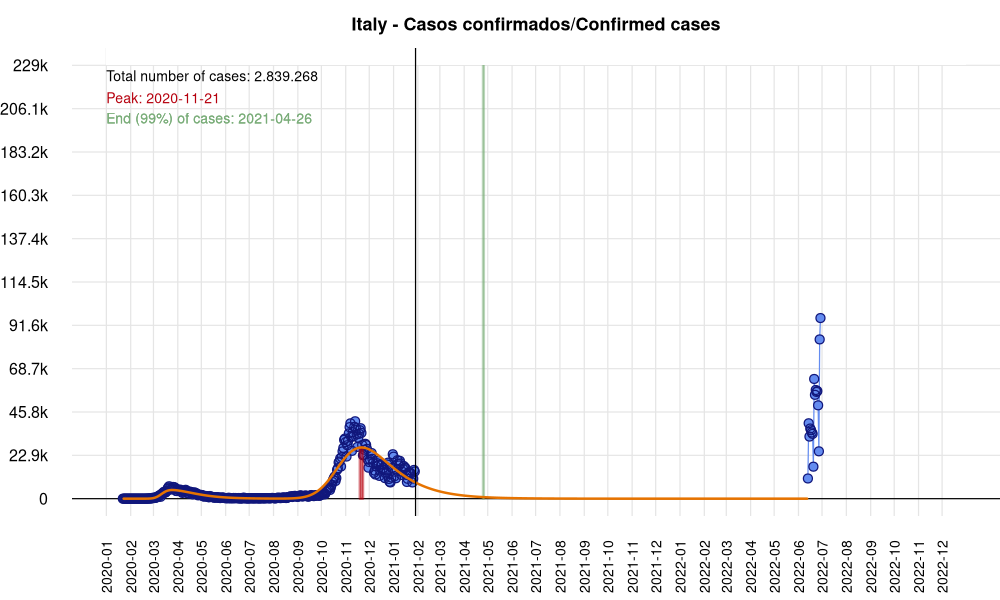 Italy - Casos confirmados/Confirmed cases
Total number of cases: 2.839.268
Peak: 2020-11-21
End (99%) of cases: 2021-04-26
229k
206.1k
183.2k
160.3k
137.4k
114.5k
91.6k
68.7k
45.8k
22.9k
0
2020-01
2020-02
2020-03
2020-04
2020-05
2020-06
2020-07
2020-08
2020-09
2020-10
2020-11
2020-12
2021-01
2021-02
2021-03
2021-04
2021-05
2021-06
2021-07
2021-08
2021-09
2021-10
2021-11
2021-12
2022-01
2022-02
2022-03
2022-04
2022-05
2022-06
2022-07
2022-08
2022-09
2022-10
2022-11
2022-12